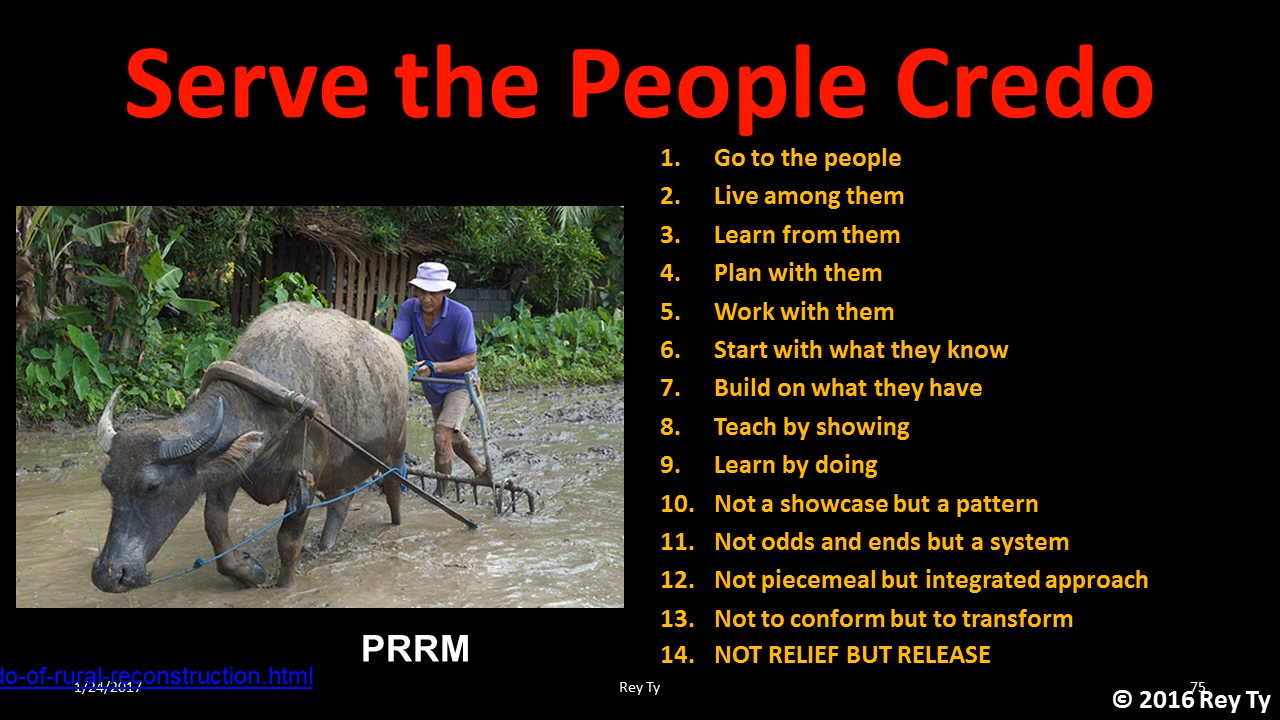 Serve the People Credo
1. Go to the people
2. Live among them
3. Learn from them
4. Plan with them
5. Work with them
6. Start with what they know
7. Build on what they have
8. Teach by showing
9. Learn by doing
10. Not a showcase but a pattern
11. Not odds and ends but a system
12. Not piecemeal but integrated approach
13. Not to conform but to transform
14. NOT RELIEF BUT RELEASE
PRRM
do-of-rural-reconstruction.html
1/24/2017
Rey Ty
75
© 2016 Rey Ty